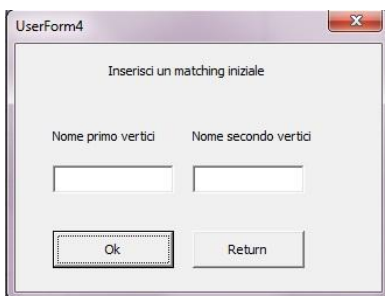 UserForm4
Inserisci un matching iniziale
Nome primo vertici Nome secondo vertici
Ok Return